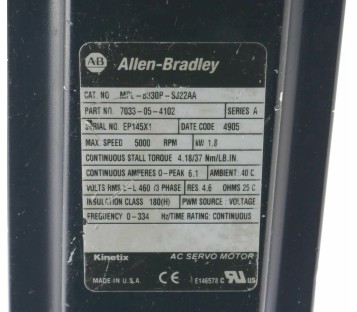 AB Allen-Bradley
CAT. NO. MPL-B330P-SJ22AA
PART NO. 7033-05-4102 SERIES A
SERIAL NO. EP145X1 DATE CODE 4905
MAX. SPEED 5000 RPM kW 1.8
CONTINUOUS STALL TORQUE 4.18/37 Nm/LB.IN.
CONTINUOUS AMPERES 0-PEAK 6.1 AMBIENT: 40 C
VOLTS RMS L-L 460 /3 PHASE RES. 4.6 OHMS 25 C
INSULATION CLASS 180(H) PWM SOURCE: VOLTAGE
FREQUENCY 0-334 Hz/TIME RATING: CONTINUOUS
Kinetix AC SERVO MOTOR
MADE IN U.S.A. CE E146578 C UR US